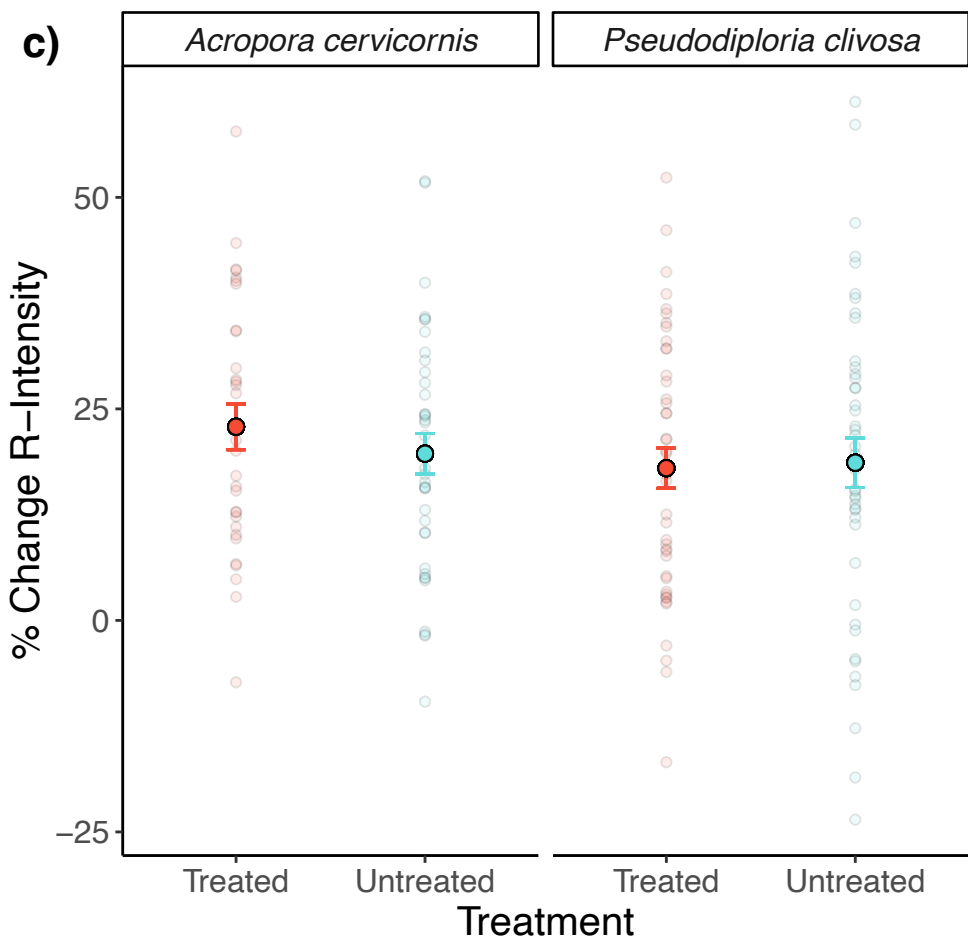 c)
Acropora cervicornis
Pseudodiploria clivosa
% Change R−Intensity
50
25
0
−25
Treated
Untreated
Treated
Untreated
Treatment